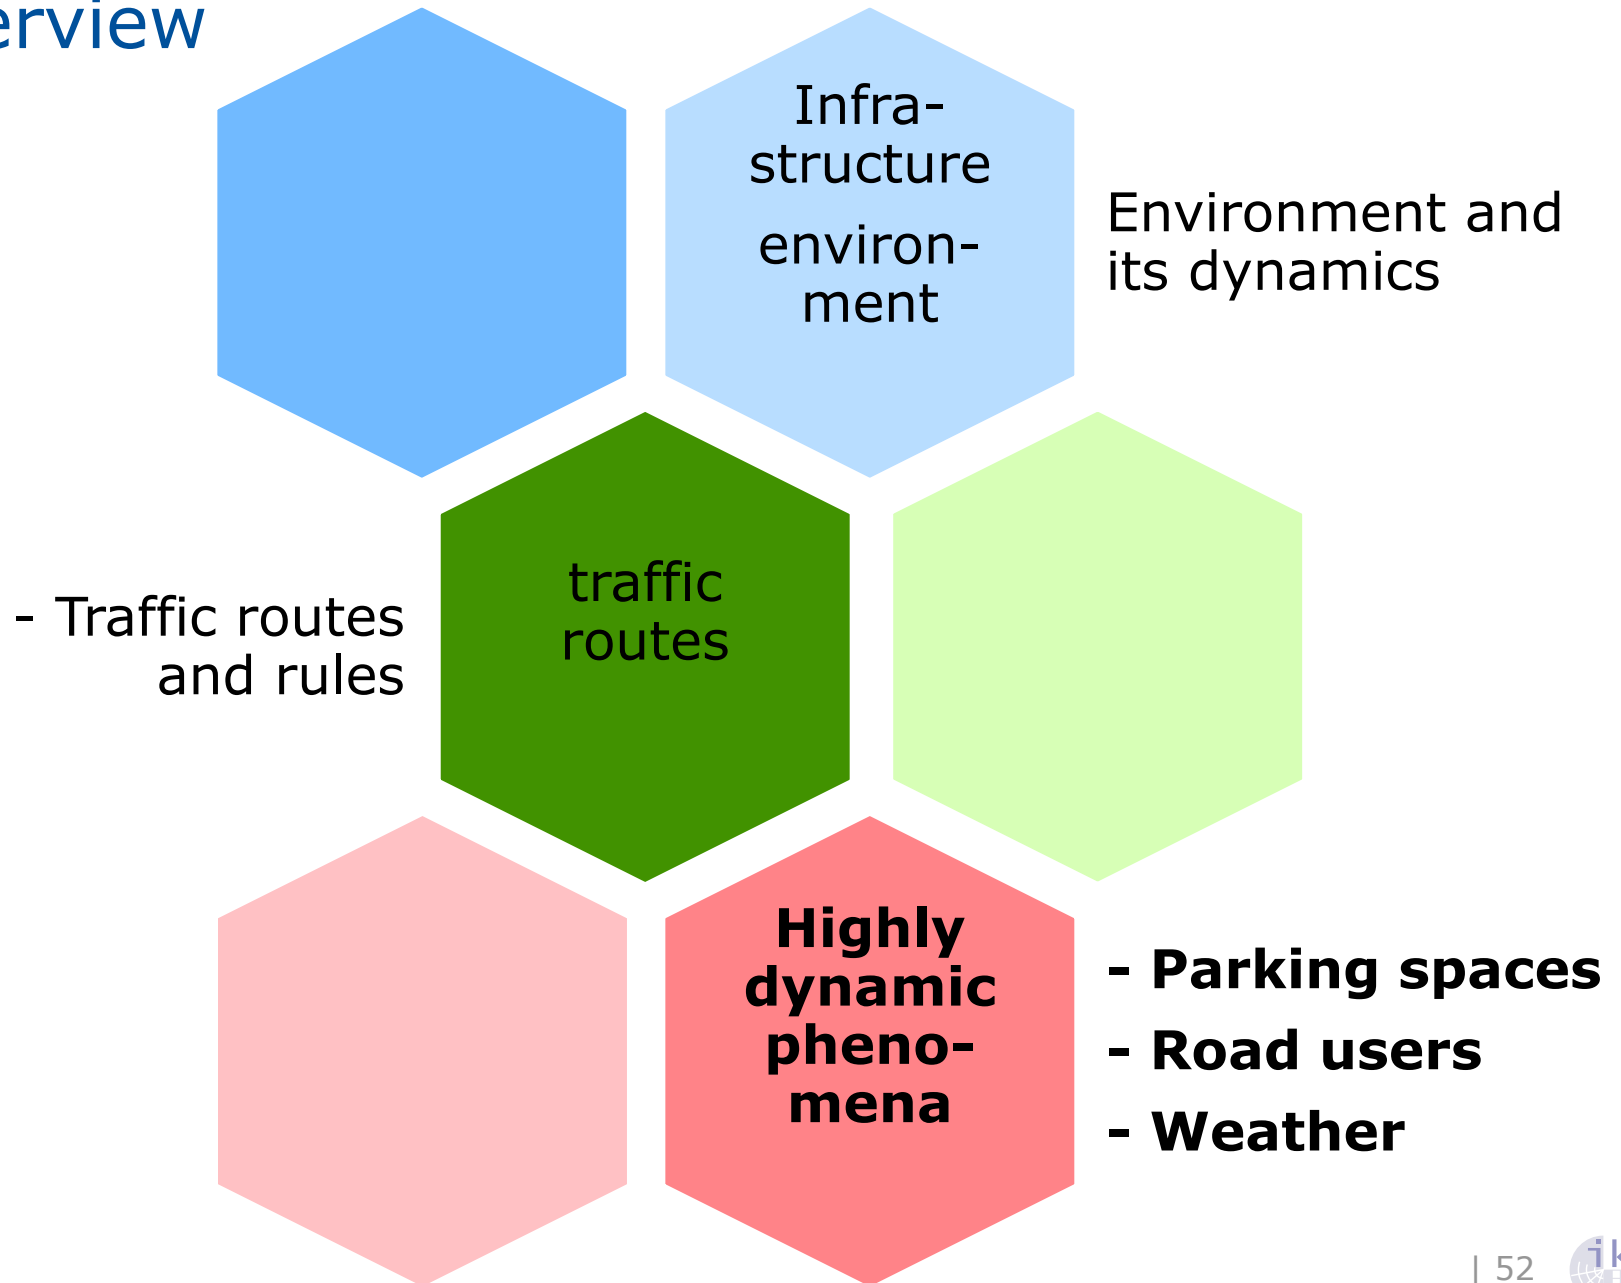 erview
Infra-
structure
environ-
ment
Environment and
its dynamics
- Traffic routes
and rules
traffic
routes
Highly
dynamic
pheno-
mena
- Parking spaces
- Road users
- Weather
| 52
ik